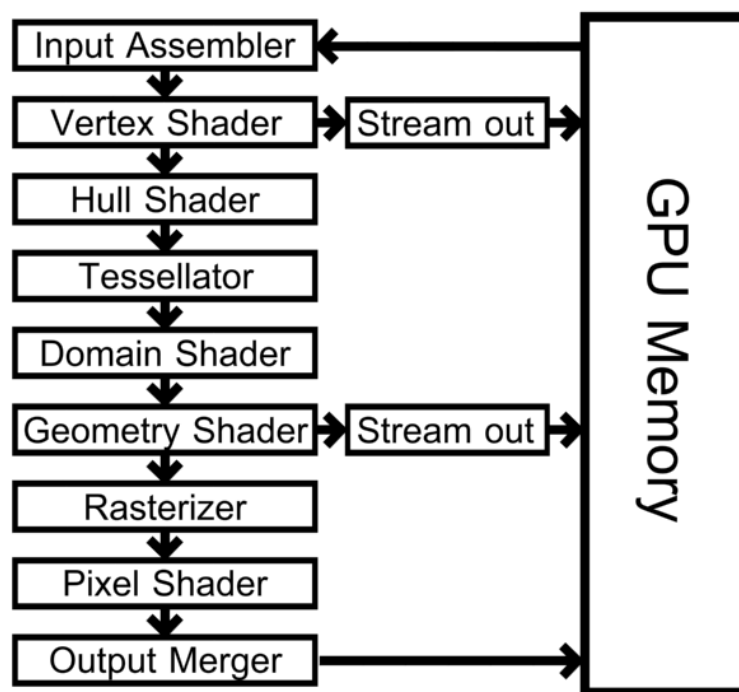 Input Assembler
Vertex Shader
Stream out
Hull Shader
Tessellator
Domain Shader
Geometry Shader
Stream out
Rasterizer
Pixel Shader
Output Merger
GPU Memory